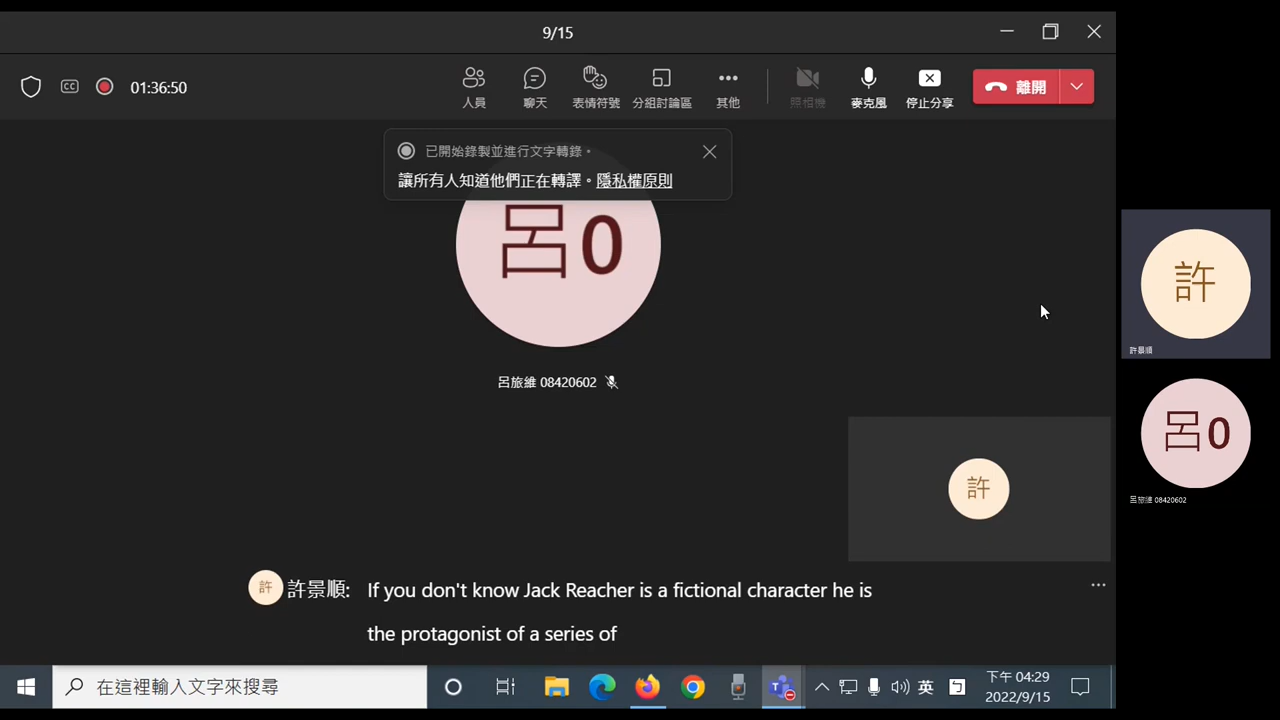 9/15
CC
01:36:50
人員
聊天
表情符號
分組討論區
其他
照相機
麥克風
停止分享
離開
已開始錄製並進行文字轉錄。
讓所有人知道他們正在轉譯。隱私權原則
呂0
呂旅維 08420602
許
許景順
呂0
呂旅維 08420602
許
許
許景順:
If you don't know Jack Reacher is a fictional character he is
the protagonist of a series of
在這裡輸入文字來搜尋
英
下午 04:29
2022/9/15